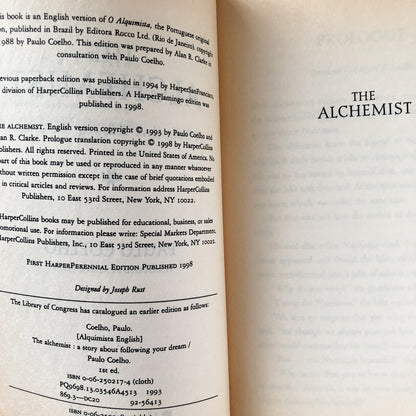 his book is an English version of O Alquimista, the Portuguese original
tion, published in Brazil by Editora Rocco Ltd. (Rio de Janeiro), copyright
988 by Paulo Coelho. This edition was prepared by Alan R. Clarke in
consultation with Paulo Coelho.
evious paperback edition was published in 1994 by HarperSanFrancisco,
division of HarperCollins Publishers. A HarperFlamingo edition was
published in 1998.
HE ALCHEMIST. English version copyright © 1993 by Paulo Coelho and
an R. Clarke. Prologue translation copyright © 1998 by HarperCollins
ublishers. All rights reserved. Printed in the United States of America. No
part of this book may be used or reproduced in any manner whatsoever
ithout written permission except in the case of brief quotations embodied
in critical articles and reviews. For information address HarperCollins
Publishers, 10 East 53rd Street, New York, NY 10022.
HarperCollins books may be purchased for educational, business, or sales
romotional use. For information please write: Special Markets Department,
HarperCollins Publishers, Inc., 10 East 53rd Street, New York, NY 10022.
FIRST HARPERPERENNIAL EDITION PUBLISHED 1998
Designed by Joseph Rust
The Library of Congress has catalogued an earlier edition as follows:
Coelho, Paulo.
[Alquimista English]
The alchemist : a story about following your dream /
Paulo Coelho.
1st ed.
ISBN 0-06-250217-4 (cloth)
PQ9698.13.O3546A4513 1993
869.3—DC20 92-56413
ISBN
THE
ALCHEMIST